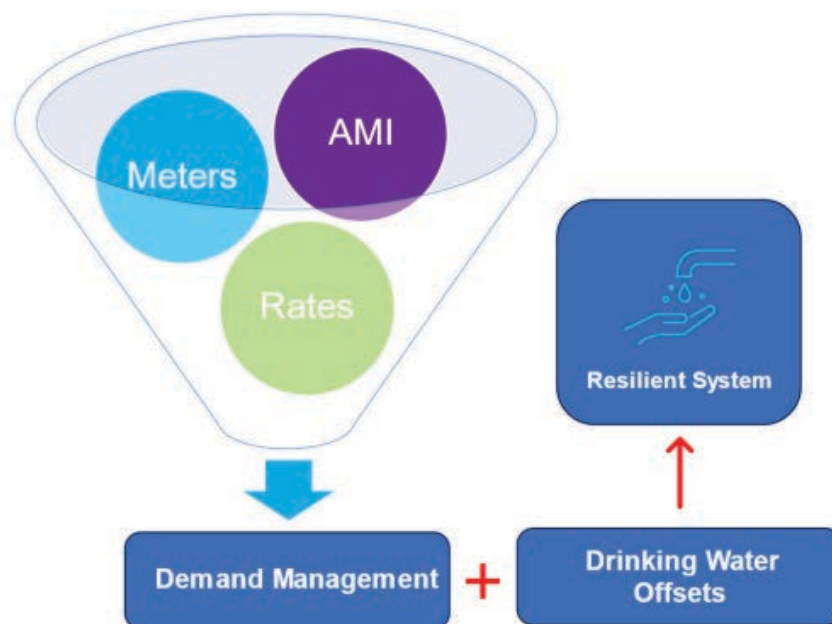 AMI
Meters
Rates
Resilient System
Demand Management
+
Drinking Water
Offsets